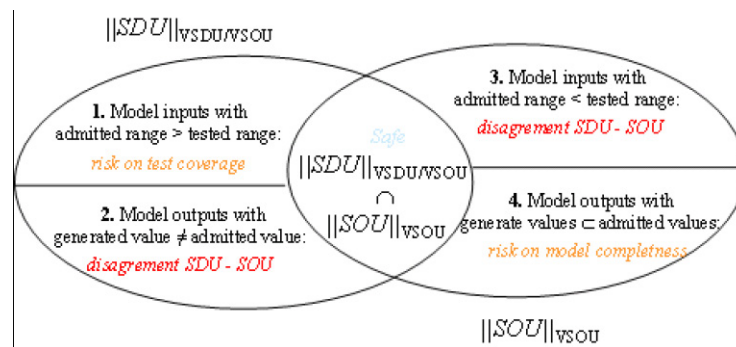 ||SDU||VSDU/VSOU
1. Model inputs with
admitted range > tested range:
risk on test coverage
2. Model outputs with
generated value ≠ admitted value:
disagrement SDU - SOU
Safe
||SDU||VSDU/VSOU
∩
||SOU||VSOU
3. Model inputs with
admitted range < tested range:
disagrement SDU - SOU
4. Model outputs with
generate values ⊂ admitted values:
risk on model completness
||SOU||VSOU